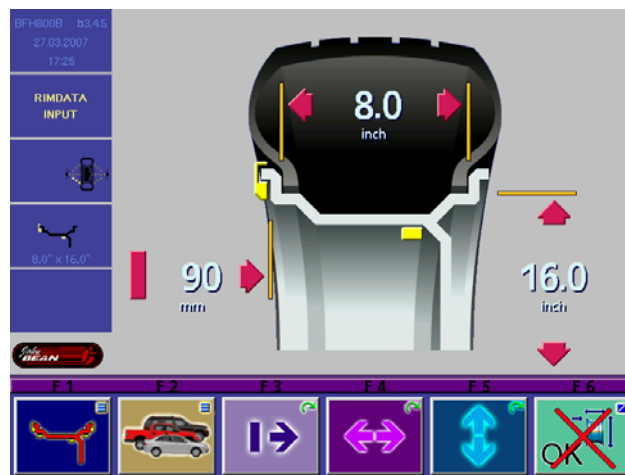 BFH800B b3.4.5
27.03.2007
17:25
RIMDATA
INPUT
8.0
inch
8.0" x 16.0"
90
mm
16.0
inch
John
BEAN
F 1 F 2 F 3 F 4 F 5 F 6
OK